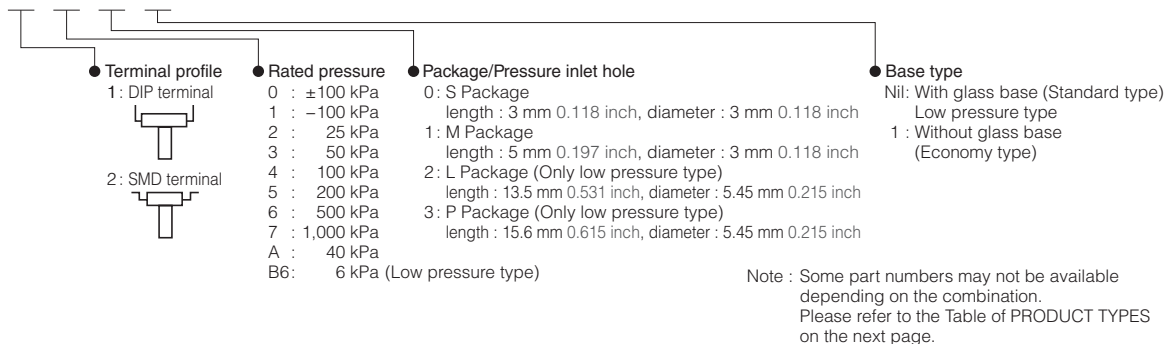 Terminal profile
1: DIP terminal
2: SMD terminal
Rated pressure
0 : ±100 kPa
1 : –100 kPa
2 : 25 kPa
3 : 50 kPa
4 : 100 kPa
5 : 200 kPa
6 : 500 kPa
7 : 1,000 kPa
A : 40 kPa
B6: 6 kPa (Low pressure type)
Package/Pressure inlet hole
0: S Package
length : 3 mm 0.118 inch, diameter : 3 mm 0.118 inch
1: M Package
length : 5 mm 0.197 inch, diameter : 3 mm 0.118 inch
2: L Package (Only low pressure type)
length : 13.5 mm 0.531 inch, diameter : 5.45 mm 0.215 inch
3: P Package (Only low pressure type)
length : 15.6 mm 0.615 inch, diameter : 5.45 mm 0.215 inch
Base type
Nil: With glass base (Standard type)
Low pressure type
1 : Without glass base
(Economy type)
Note : Some part numbers may not be available
depending on the combination.
Please refer to the Table of PRODUCT TYPES
on the next page.